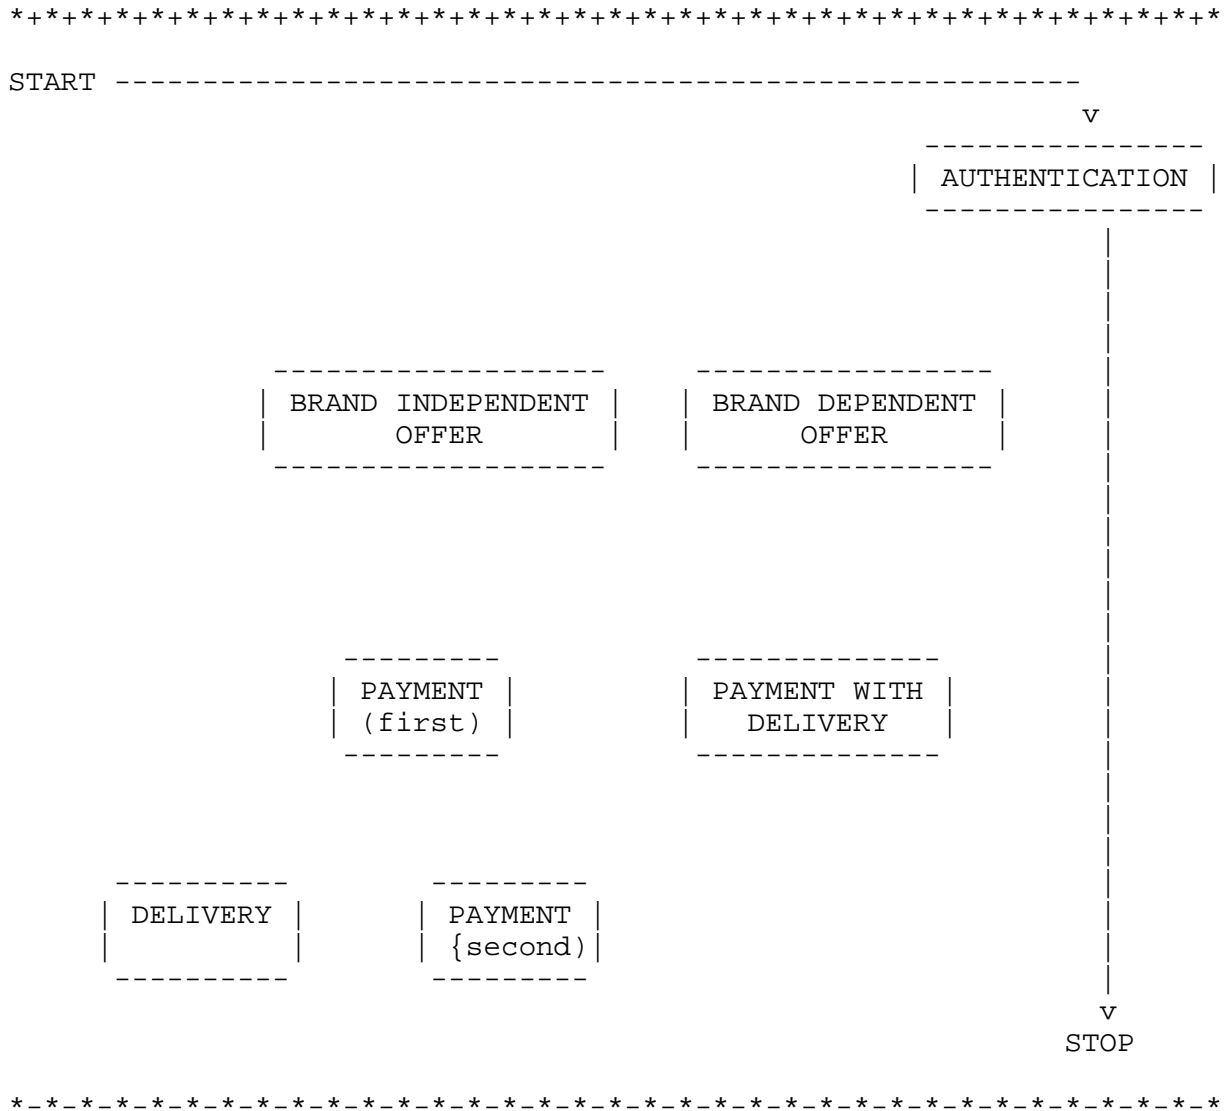 *+*+*+*+*+*+*+*+*+*+*+*+*+*+*+*+*+*+*+*+*+*+*+*+*+*+*+*+*+*+*+*+*+*+*
START -------------------------------------------------------
v
----------------
| AUTHENTICATION |
----------------
|
|
|
|
------------------- ----------------- |
| BRAND INDEPENDENT | | BRAND DEPENDENT | |
| OFFER | | OFFER | |
------------------- ----------------- |
|
|
|
|
|
--------- -------------- |
| PAYMENT | | PAYMENT WITH | |
| (first) | | DELIVERY | |
--------- -------------- |
|
|
|
---------- --------- |
| DELIVERY | | PAYMENT | |
| | | {second)| |
---------- --------- |
v
STOP
*-*-*-*-*-*-*-*-*-*-*-*-*-*-*-*-*-*-*-*-*-*-*-*-*-*-*-*-*-*-*-*-*-*-*